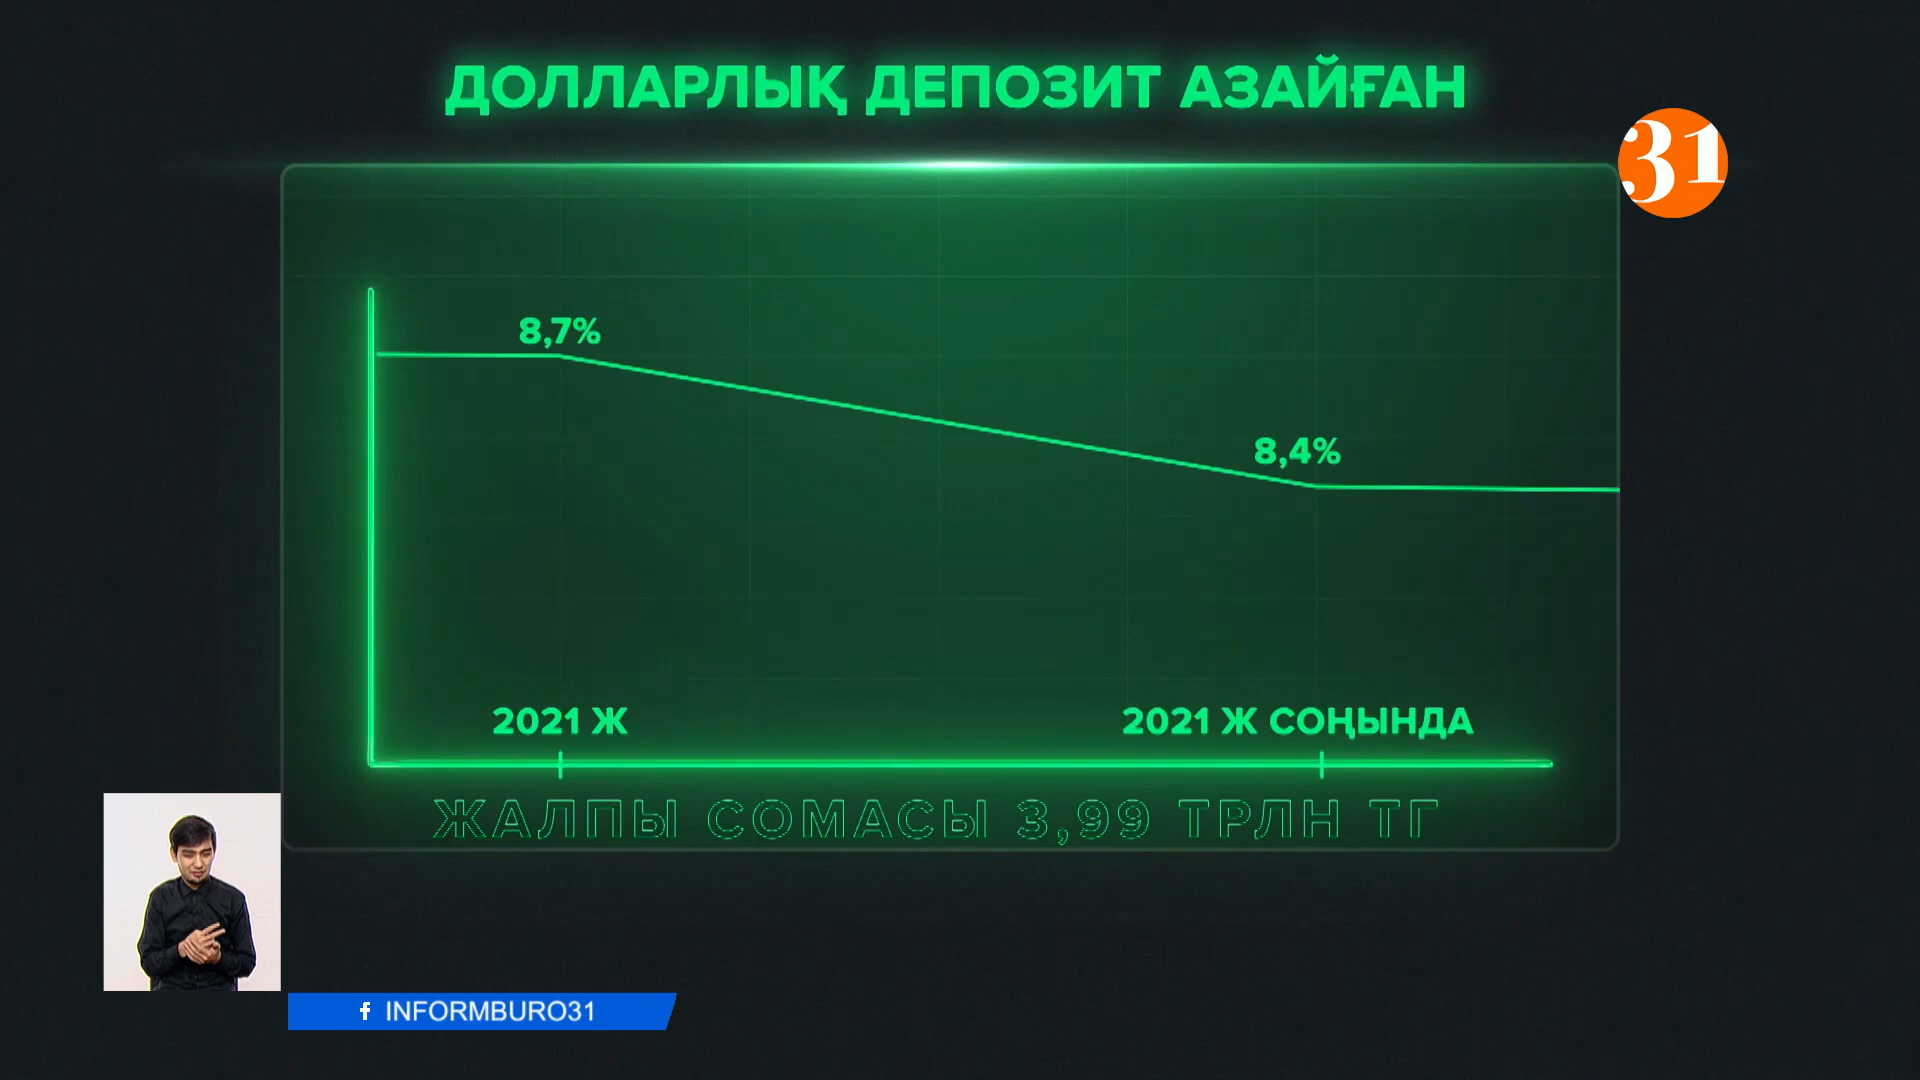 ДОЛЛАРЛЫҚ ДЕПОЗИТ АЗАЙҒАН
31
8,7%
8,4%
2021 Ж
2021 Ж СОҢЫНДА
ЖАЛПЫ СОМАСЫ 3,99 ТРЛН ТГ
f INFORMBURO31